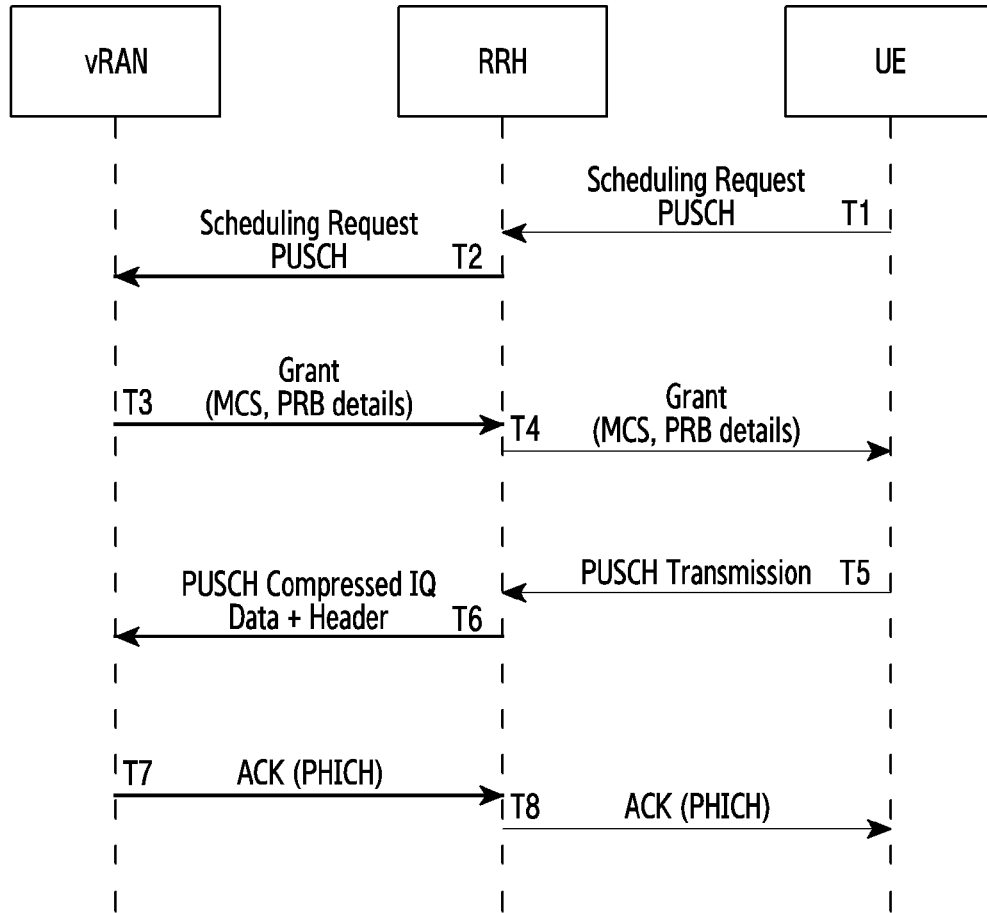 vRAN
RRH
UE
Scheduling Request
PUSCH
T1
Scheduling Request
PUSCH
T2
T3
Grant
(MCS, PRB details)
T4
Grant
(MCS, PRB details)
PUSCH Transmission
T5
PUSCH Compressed IQ
Data + Header
T6
T7
ACK (PHICH)
T8
ACK (PHICH)